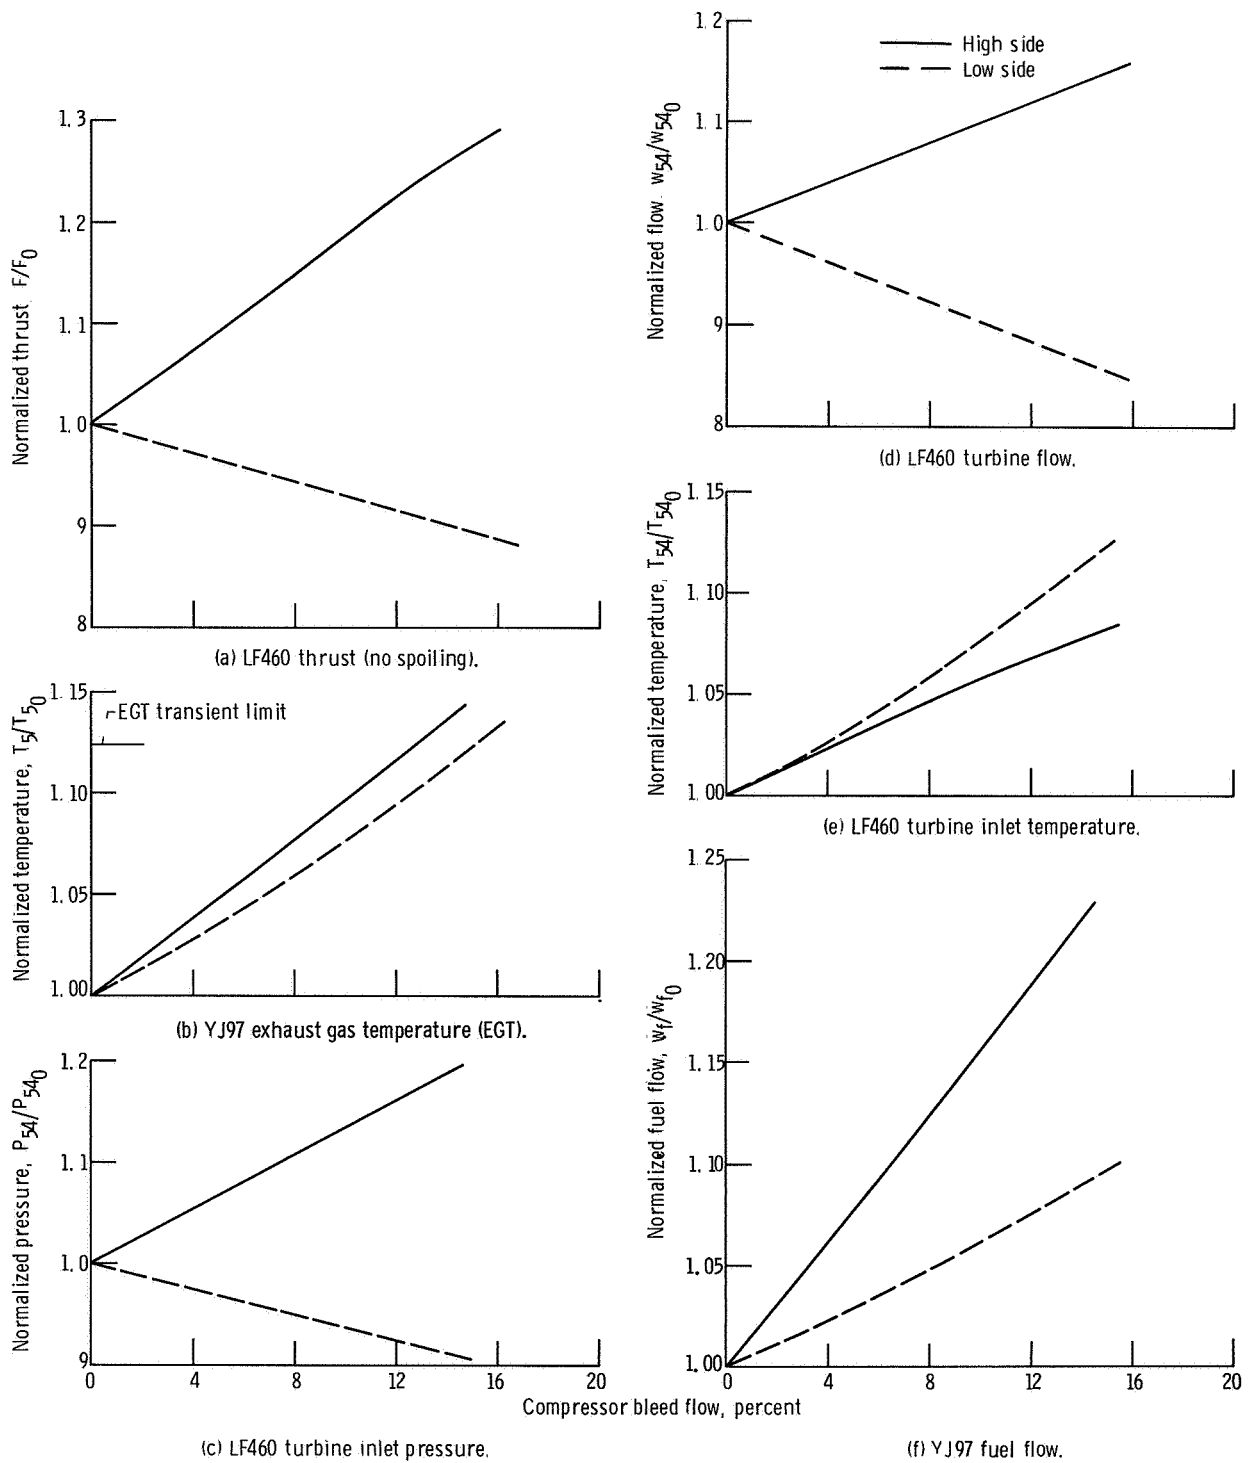 1.3
1.2
1.1
1.0
9
8
Normalized thrust F/F0
(a) LF460 thrust (no spoiling).
1.15
1.10
1.05
1.00
EGT transient limit
Normalized temperature, T5/T50
(b) YJ97 exhaust gas temperature (EGT).
1.2
1.1
1.0
9
Normalized pressure, P54/P540
0 4 8 12 16 20
(c) LF460 turbine inlet pressure.
1.2
1.1
1.0
9
8
High side
Low side
Normalized flow. w54/w540
(d) LF460 turbine flow.
1.15
1.10
1.05
1.00
Normalized temperature, T54/T540
(e) LF460 turbine inlet temperature.
1.25
1.20
1.15
1.10
1.05
1.00
Normalized fuel flow, ẇf/ẇf0
0 4 8 12 16 20
Compressor bleed flow, percent
(f) YJ97 fuel flow.